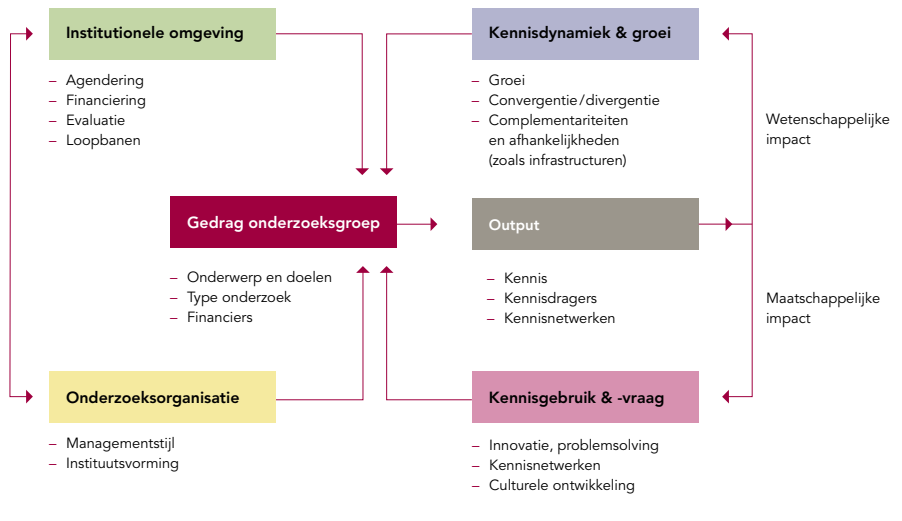 Institutionele omgeving
– Agendering
– Financiering
– Evaluatie
– Loopbanen
Kennisdynamiek & groei
– Groei
– Convergentie/divergentie
– Complementariteiten
en afhankelijkheden
(zoals infrastructuren)
Wetenschappelijke
impact
Gedrag onderzoeksgroep
– Onderwerp en doelen
– Type onderzoek
– Financiers
Output
– Kennis
– Kennisdragers
– Kennisnetwerken
Maatschappelijke
impact
Onderzoeksorganisatie
– Managementstijl
– Instituutsvorming
Kennisgebruik & -vraag
– Innovatie, problemsolving
– Kennisnetwerken
– Culturele ontwikkeling